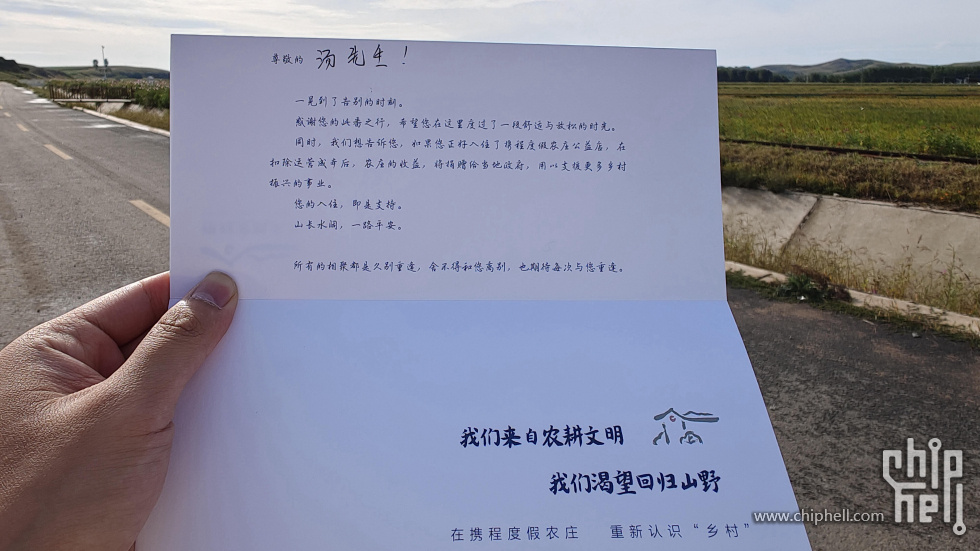 尊敬的 汤先生！
一晃到了告别的时刻。
感谢您的此番之行，希望您在这里度过了一段舒适与放松的时光。
同时，我们想告诉您，如果您正好入住了携程度假农庄公益店，在
扣除运营成本后，农庄的收益，将捐赠给当地政府，用以支援更多乡村
振兴的事业。
您的入住，即是支持。
山长水阔，一路平安。
所有的相聚都是久别重逢，舍不得和您离别，也期待每次与您重逢。
我们来自农耕文明
我们渴望回归山野
在携程度假农庄 重新认识“乡村”
chip
hell
www.chiphell.com